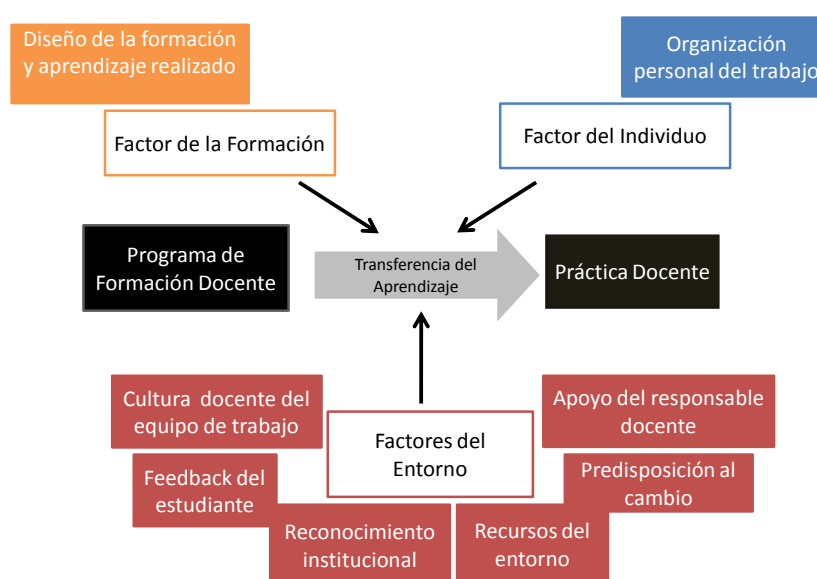 Diseño de la formación
y aprendizaje realizado
Organización
personal del trabajo
Factor de la Formación
Factor del Individuo
Programa de
Formación Docente
Transferencia del
Aprendizaje
Práctica Docente
Cultura docente del
equipo de trabajo
Factores del
Entorno
Apoyo del responsable
docente
Feedback del
estudiante
Predisposición al
cambio
Reconocimiento
institucional
Recursos del
entorno